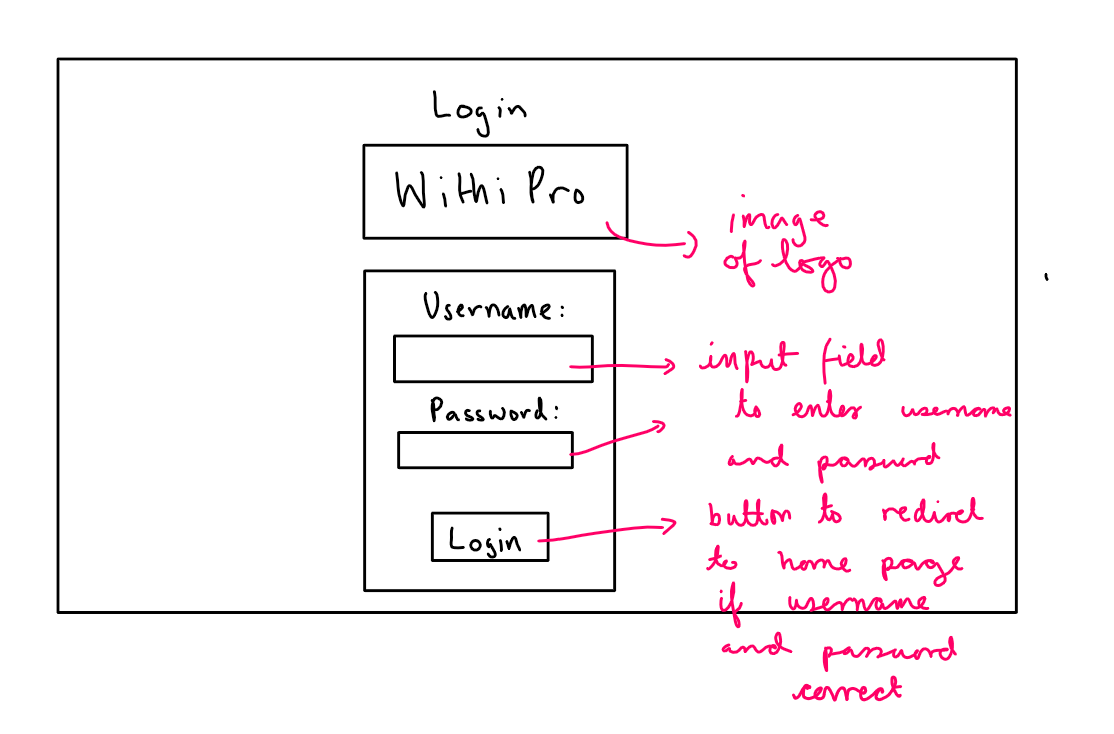 Login
Withi Pro
image
of logo
Username:
input field
to enter username
Password:
and password
button to redirect
Login
to home page
if username
and password
correct